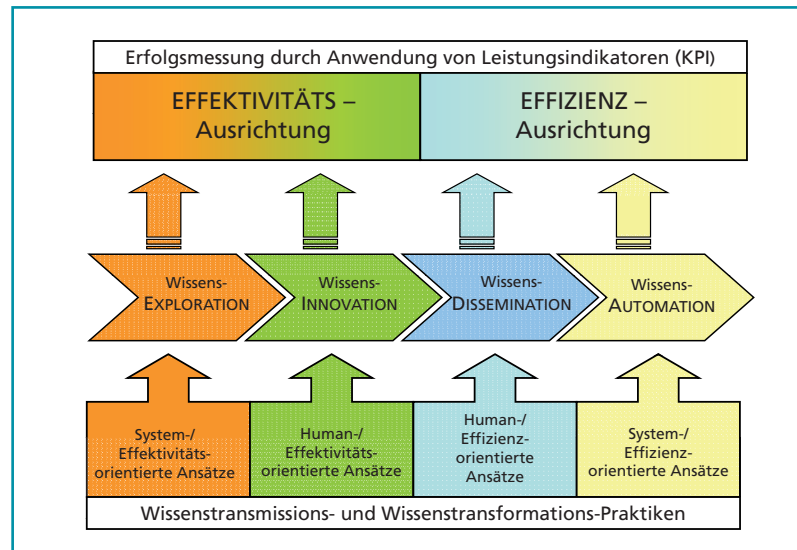 Erfolgsmessung durch Anwendung von Leistungsindikatoren (KPI)
EFFEKTIVITÄTS –
Ausrichtung
EFFIZIENZ –
Ausrichtung
Wissens-
EXPLORATION
Wissens-
INNOVATION
Wissens-
DISSEMINATION
Wissens-
AUTOMATION
System-/
Effektivitäts-
orientierte Ansätze
Human-/
Effektivitäts-
orientierte Ansätze
Human-/
Effizienz-
orientierte
Ansätze
System-/
Effizienz-
orientierte Ansätze
Wissenstransmissions- und Wissenstransformations-Praktiken